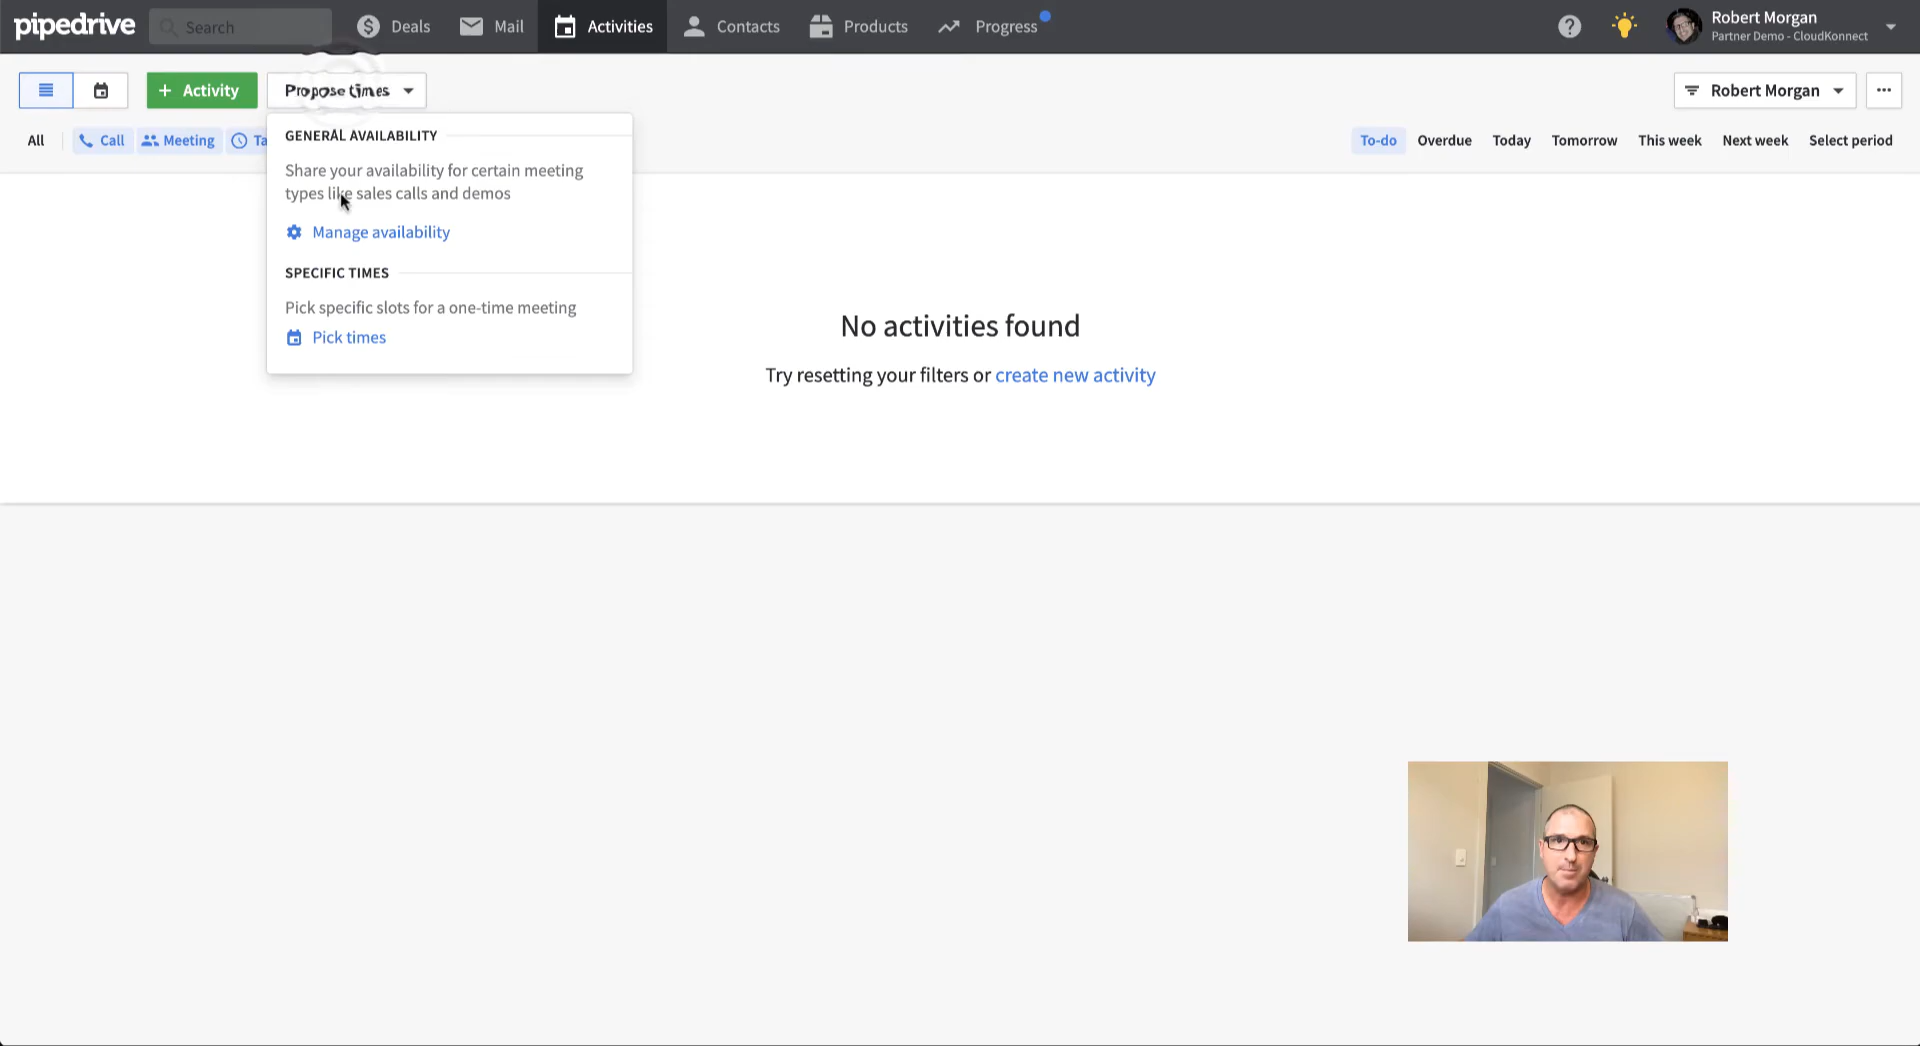 pipedrive
Search
Deals
Mail
Activities
Contacts
Products
Progress
Robert Morgan
Partner Demo - CloudKonnect
+ Activity
Propose times
Robert Morgan
All
Call
Meeting
Ta
To-do
Overdue
Today
Tomorrow
This week
Next week
Select period
GENERAL AVAILABILITY
Share your availability for certain meeting
types like sales calls and demos
Manage availability
SPECIFIC TIMES
Pick specific slots for a one-time meeting
Pick times
No activities found
Try resetting your filters or create new activity